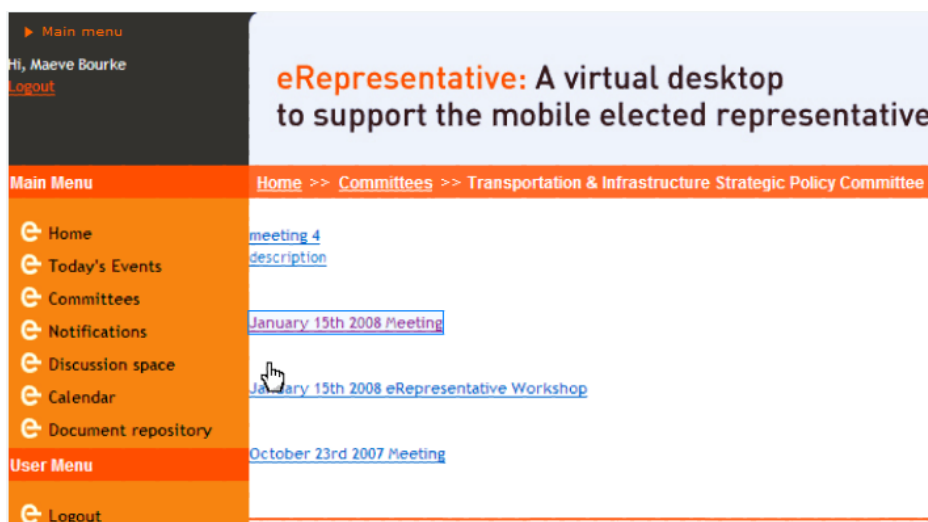 Main menu
Hi, Maeve Bourke
Logout
eRepresentative: A virtual desktop
to support the mobile elected representative
Main Menu
Home >> Committees >> Transportation & Infrastructure Strategic Policy Committee
Home
Today's Events
Committees
Notifications
Discussion space
Calendar
Document repository
User Menu
Logout
meeting 4
description
January 15th 2008 Meeting
January 15th 2008 eRepresentative Workshop
October 23rd 2007 Meeting